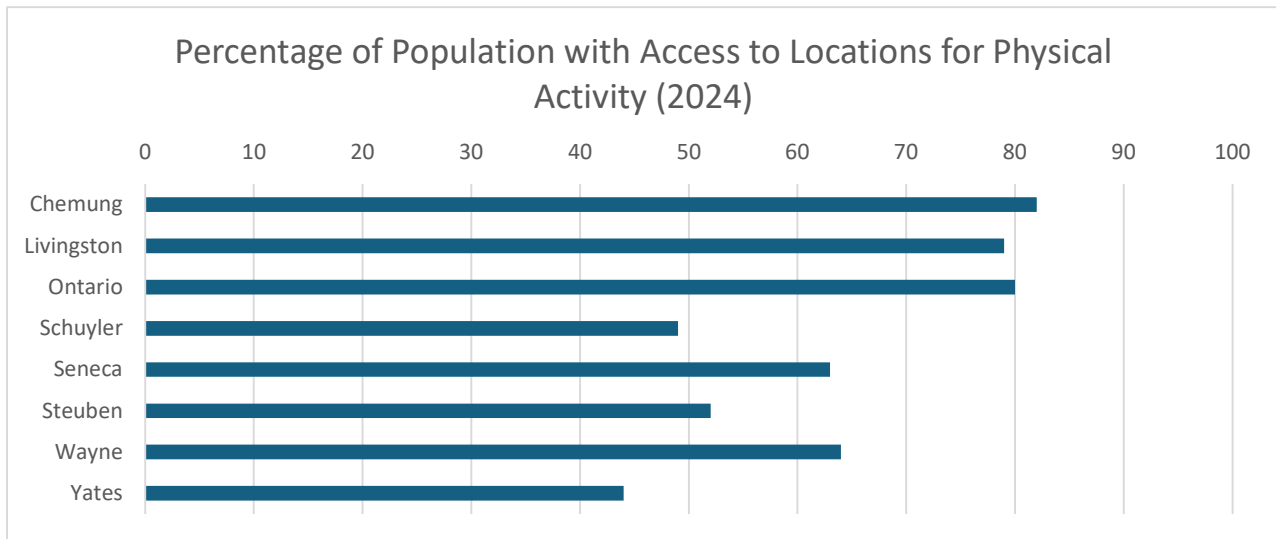 Percentage of Population with Access to Locations for Physical
Activity (2024)
0 10 20 30 40 50 60 70 80 90 100
Chemung
Livingston
Ontario
Schuyler
Seneca
Steuben
Wayne
Yates